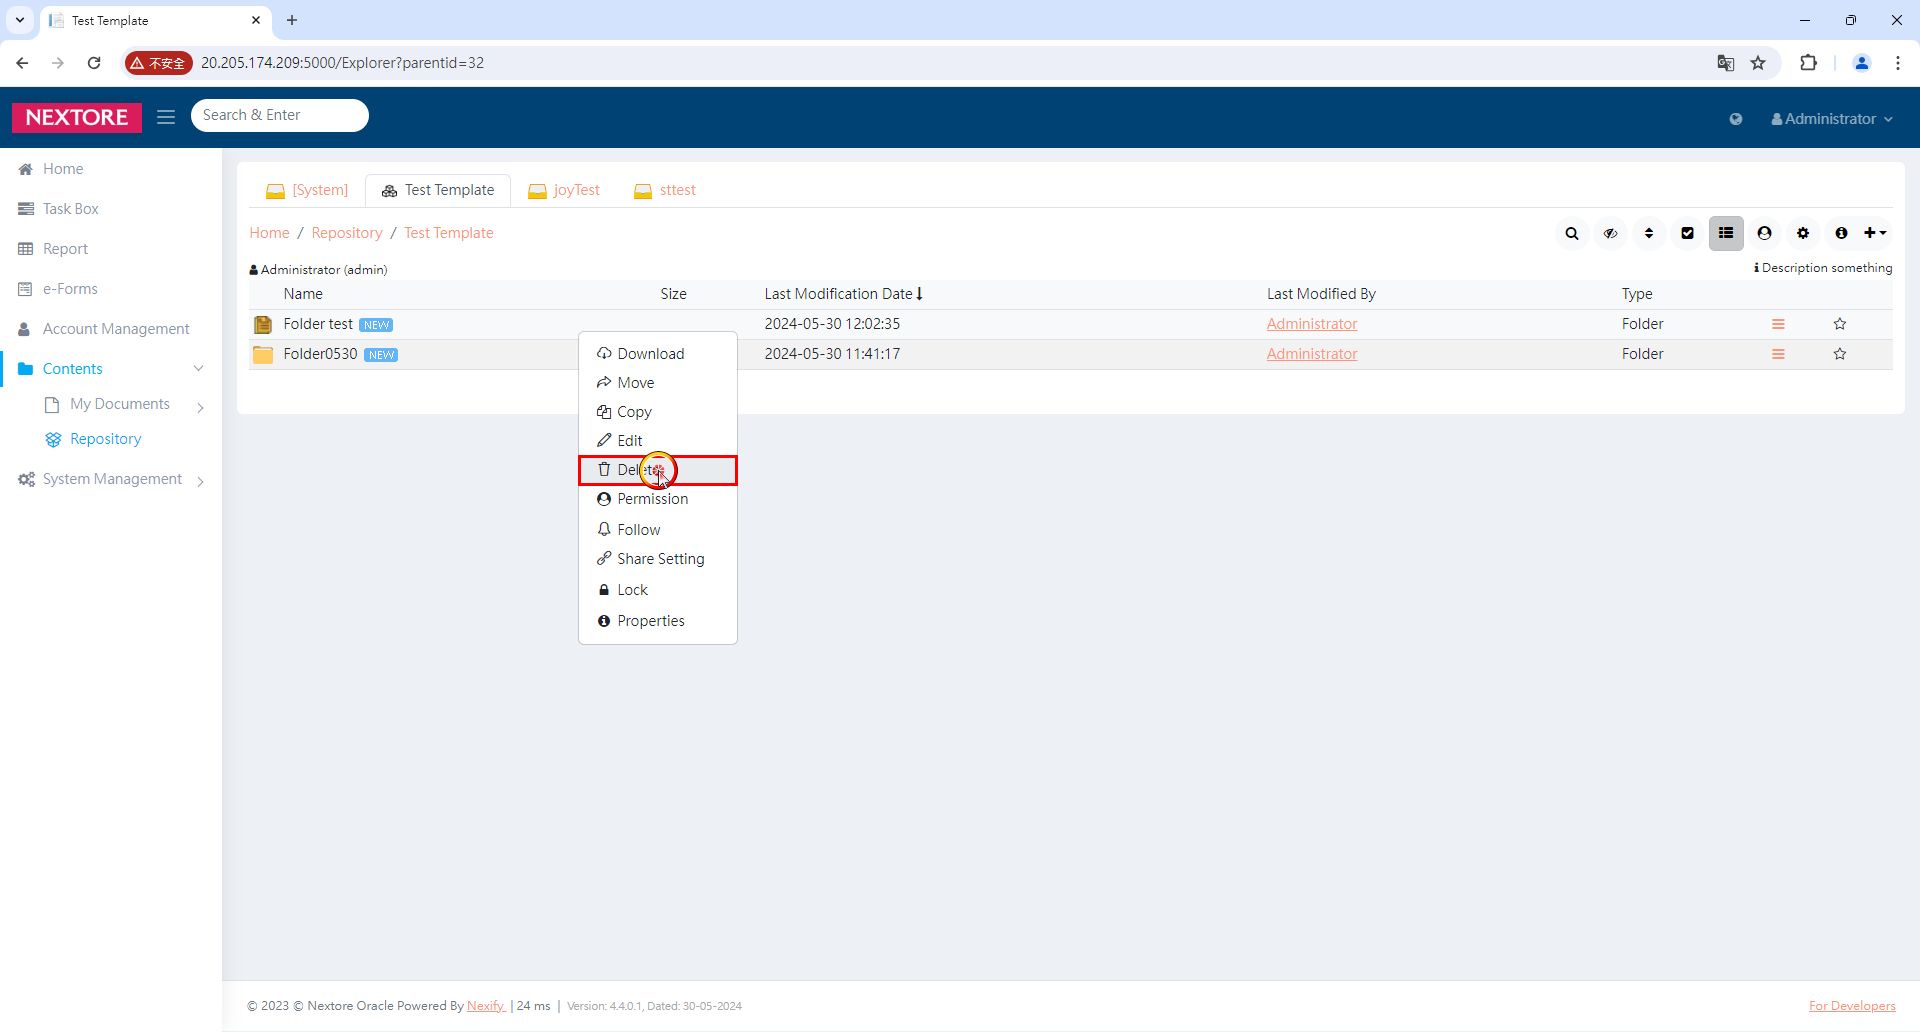 Test Template
不安全 20.205.174.209:5000/Explorer?parentid=32
NEXTORE Search & Enter Administrator
Home
Task Box
Report
e-Forms
Account Management
Contents
My Documents
Repository
System Management
[System] Test Template joyTest sttest
Home / Repository / Test Template
Administrator (admin) Description something
Name Size Last Modification Date Last Modified By Type
Folder test NEW 2024-05-30 12:02:35 Administrator Folder
Folder0530 NEW 2024-05-30 11:41:17 Administrator Folder
Download
Move
Copy
Edit
Delete
Permission
Follow
Share Setting
Lock
Properties
© 2023 © Nextore Oracle Powered By Nexify | 24 ms | Version: 4.4.0.1, Dated: 30-05-2024 For Developers